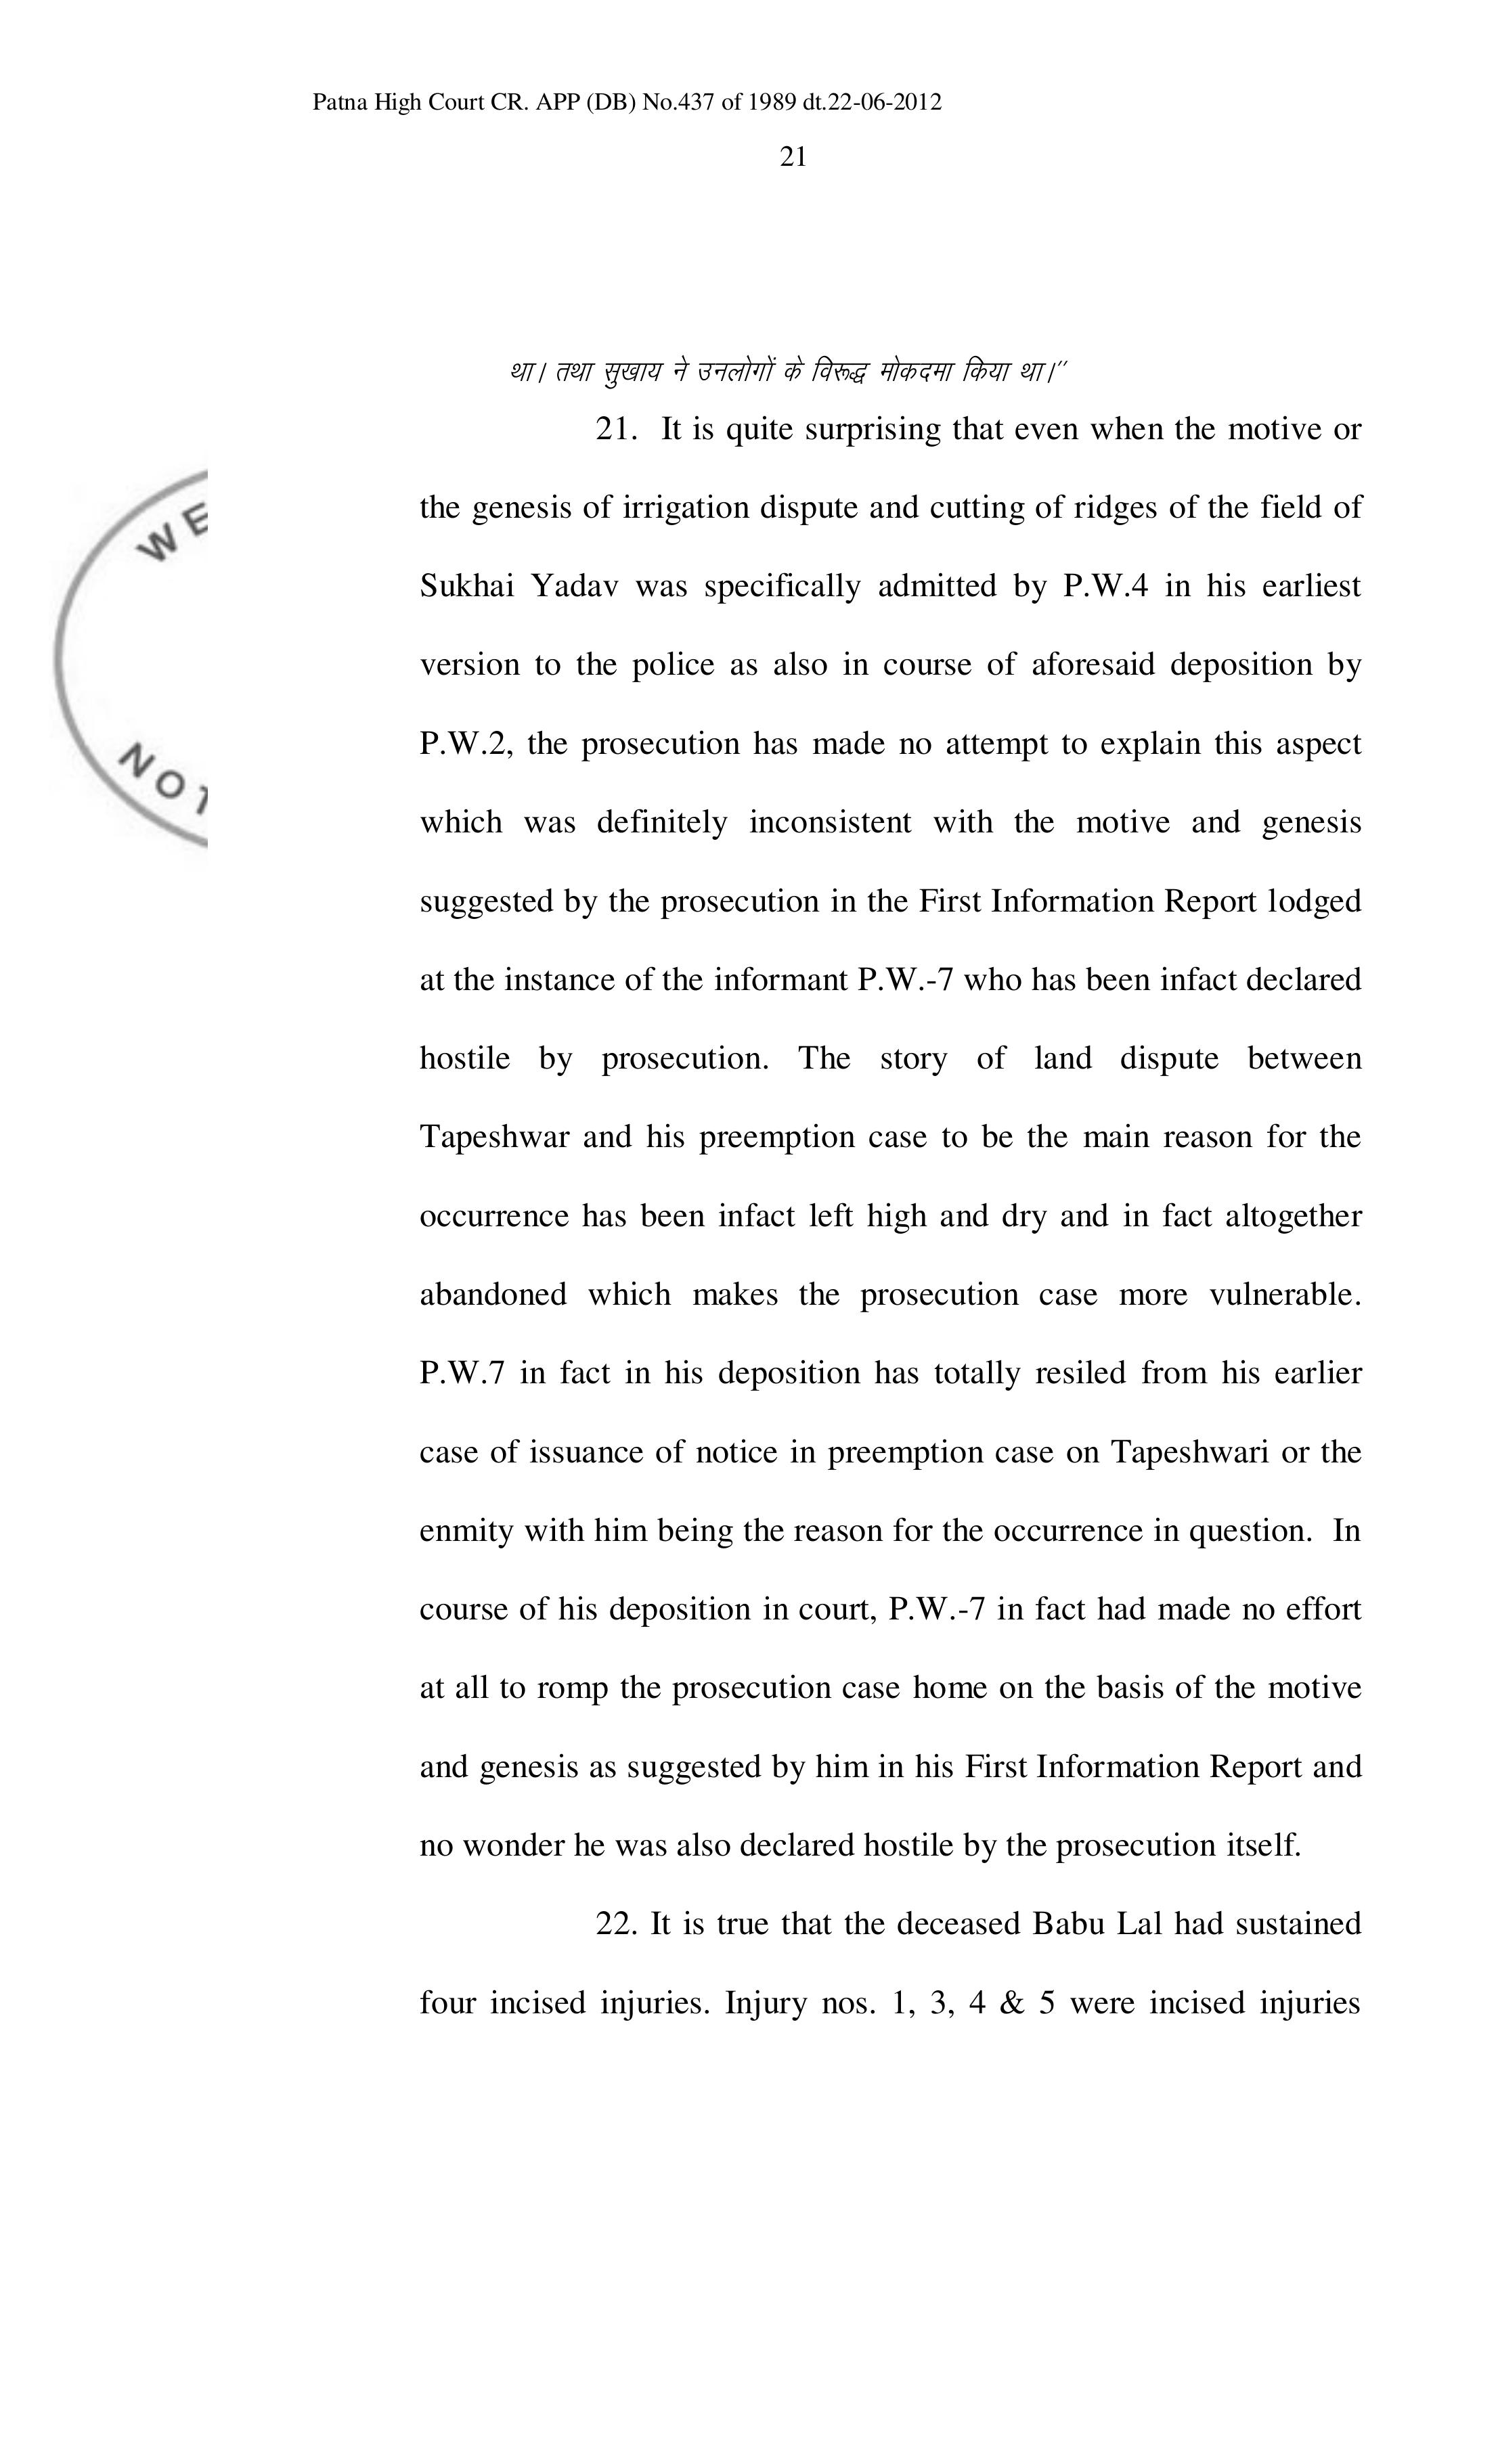 Patna High Court CR. APP (DB) No.437 of 1989 dt.22-06-2012
21
था। तथा सुखाय ने उनलोगों के विरूद्ध मोकदमा किया था।"
21. It is quite surprising that even when the motive or
the genesis of irrigation dispute and cutting of ridges of the field of
Sukhai Yadav was specifically admitted by P.W.4 in his earliest
version to the police as also in course of aforesaid deposition by
P.W.2, the prosecution has made no attempt to explain this aspect
which was definitely inconsistent with the motive and genesis
suggested by the prosecution in the First Information Report lodged
at the instance of the informant P.W.-7 who has been infact declared
hostile by prosecution. The story of land dispute between
Tapeshwar and his preemption case to be the main reason for the
occurrence has been infact left high and dry and in fact altogether
abandoned which makes the prosecution case more vulnerable.
P.W.7 in fact in his deposition has totally resiled from his earlier
case of issuance of notice in preemption case on Tapeshwari or the
enmity with him being the reason for the occurrence in question. In
course of his deposition in court, P.W.-7 in fact had made no effort
at all to romp the prosecution case home on the basis of the motive
and genesis as suggested by him in his First Information Report and
no wonder he was also declared hostile by the prosecution itself.
22. It is true that the deceased Babu Lal had sustained
four incised injuries. Injury nos. 1, 3, 4 & 5 were incised injuries
WE
NOT